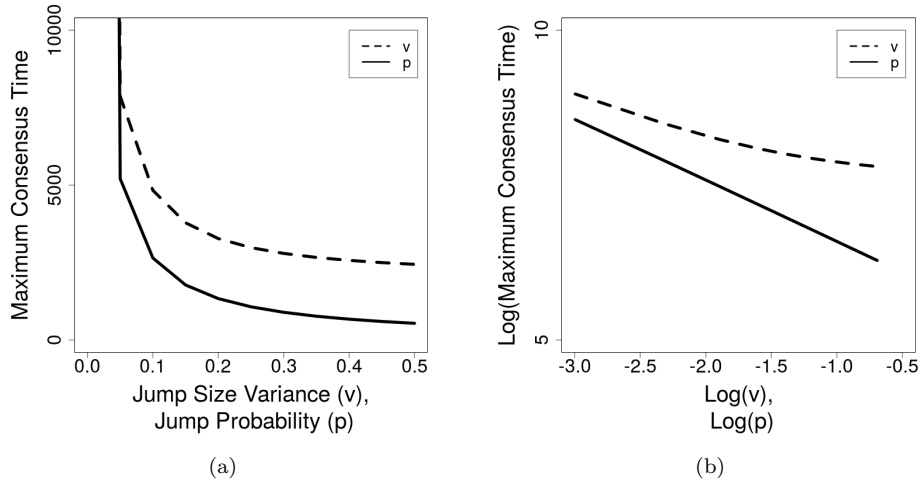 Maximum Consensus Time
10000
5000
0
v
p
0.0 0.1 0.2 0.3 0.4 0.5
Jump Size Variance (v),
Jump Probability (p)
(a)
Log(Maximum Consensus Time)
10
5
v
p
-3.0 -2.5 -2.0 -1.5 -1.0 -0.5
Log(v),
Log(p)
(b)